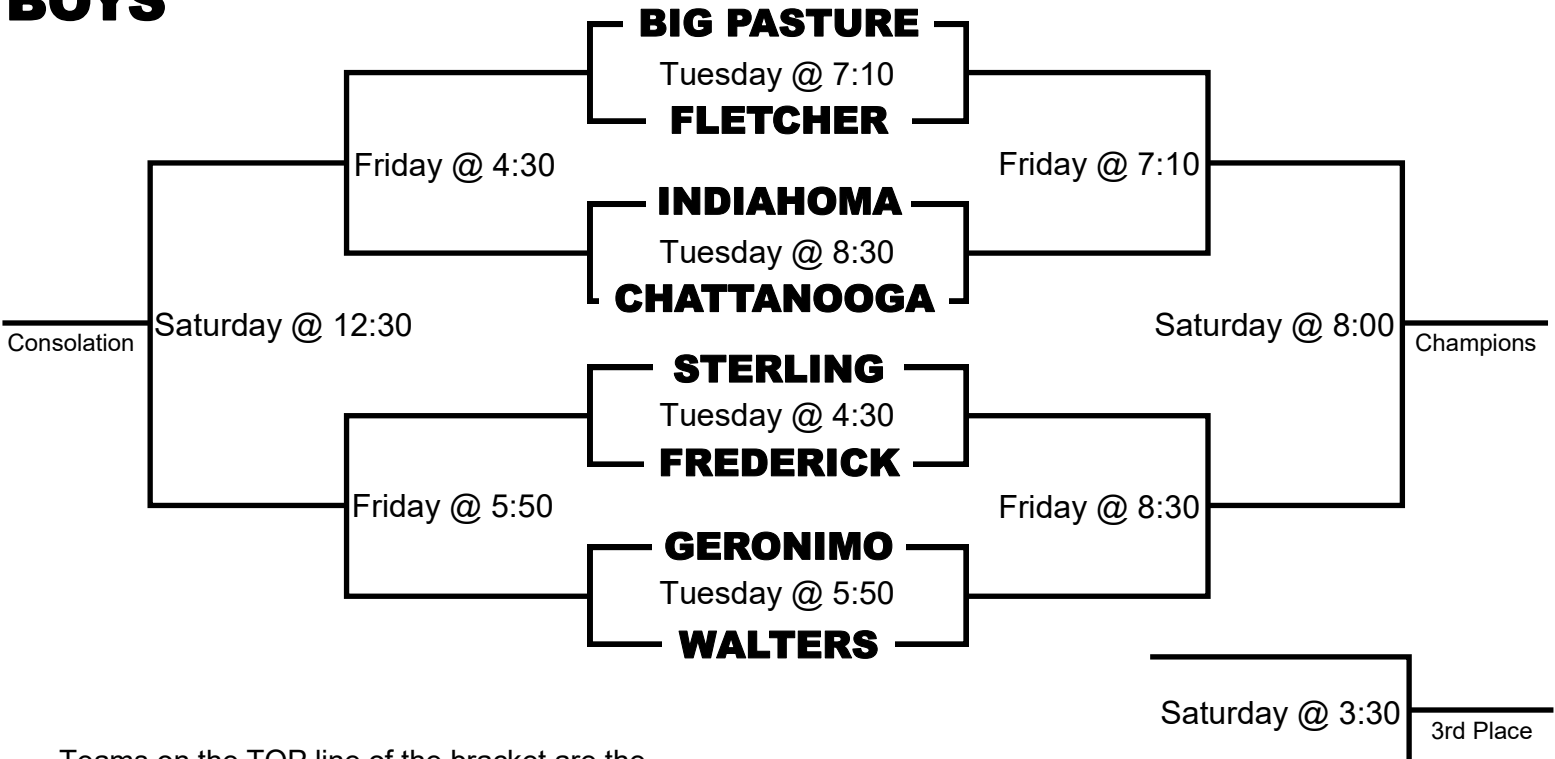 BOYS
BIG PASTURE
Tuesday @ 7:10
FLETCHER
Friday @ 4:30
Friday @ 7:10
INDIAHOMA
Tuesday @ 8:30
CHATTANOOGA
Saturday @ 12:30
Consolation
Saturday @ 8:00
Champions
STERLING
Tuesday @ 4:30
FREDERICK
Friday @ 5:50
Friday @ 8:30
GERONIMO
Tuesday @ 5:50
WALTERS
Saturday @ 3:30
3rd Place
Teams on the TOP line of the bracket are the